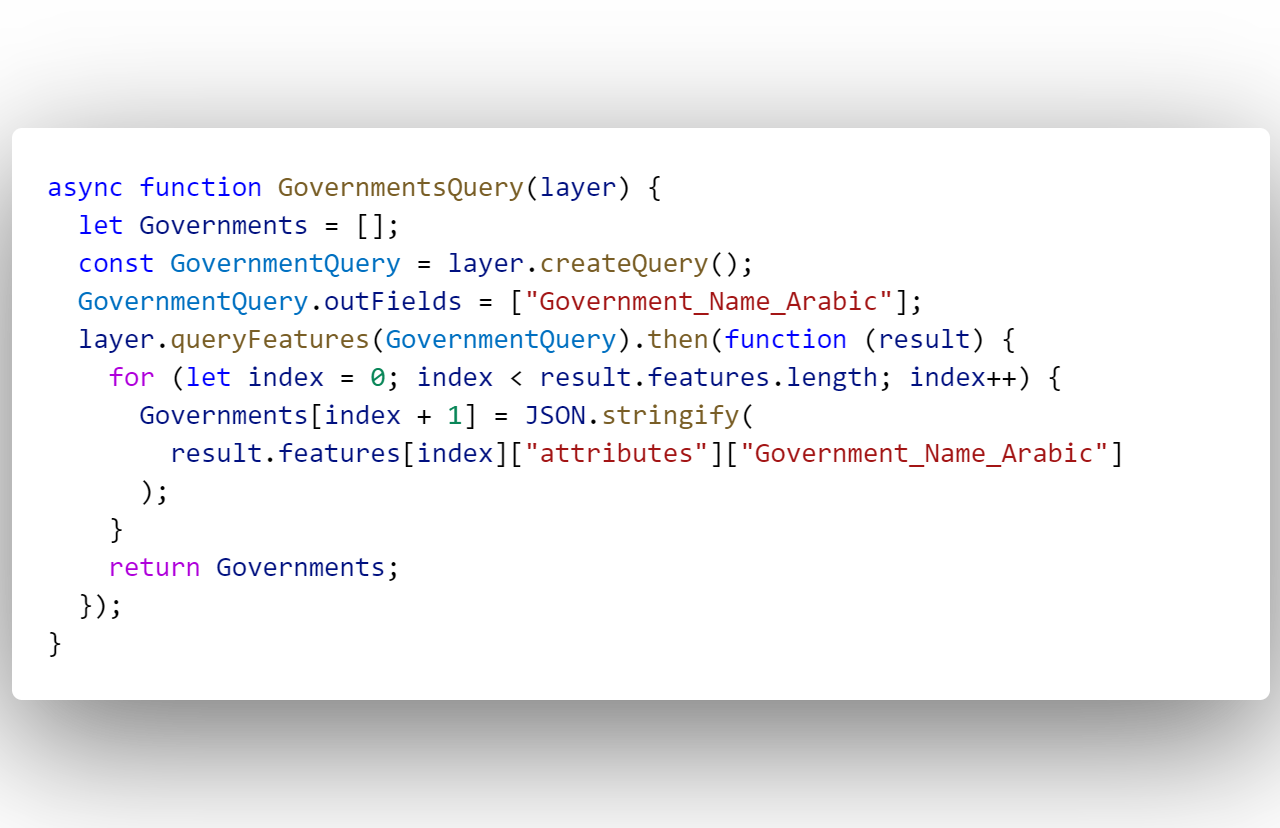 async function GovernmentsQuery(layer) {
  let Governments = [];
  const GovernmentQuery = layer.createQuery();
  GovernmentQuery.outFields = ["Government_Name_Arabic"];
  layer.queryFeatures(GovernmentQuery).then(function (result) {
    for (let index = 0; index < result.features.length; index++) {
      Governments[index + 1] = JSON.stringify(
        result.features[index]["attributes"]["Government_Name_Arabic"]
      );
    }
    return Governments;
  });
}